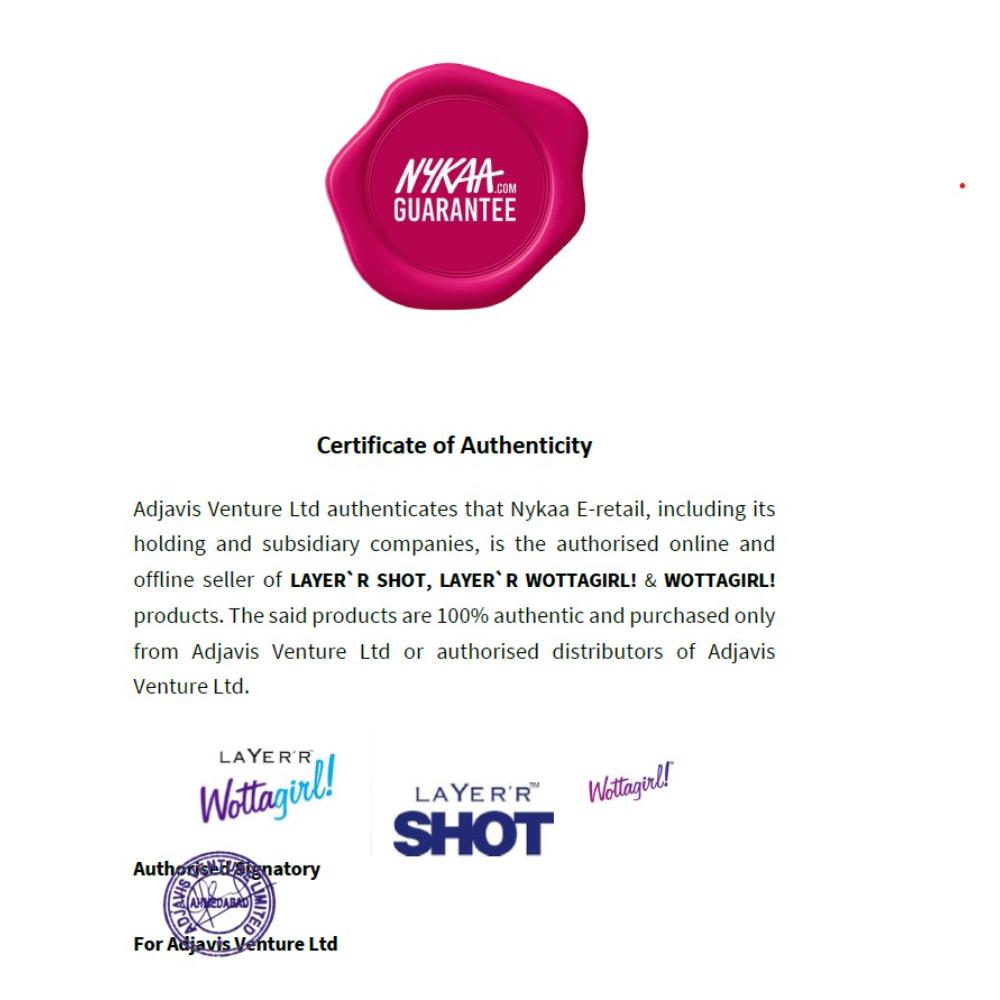 NYKAA.COM
GUARANTEE
Certificate of Authenticity
Adjavis Venture Ltd authenticates that Nykaa E-retail, including its
holding and subsidiary companies, is the authorised online and
offline seller of LAYER`R SHOT, LAYER`R WOTTAGIRL! & WOTTAGIRL!
products. The said products are 100% authentic and purchased only
from Adjavis Venture Ltd or authorised distributors of Adjavis
Venture Ltd.
LAYER'R
Wottagirl!
LAYER'R™
SHOT
Wottagirl!
Authorised Signatory
ADJAVIS VENTURE LIMITED
AHMEDABAD
For Adjavis Venture Ltd